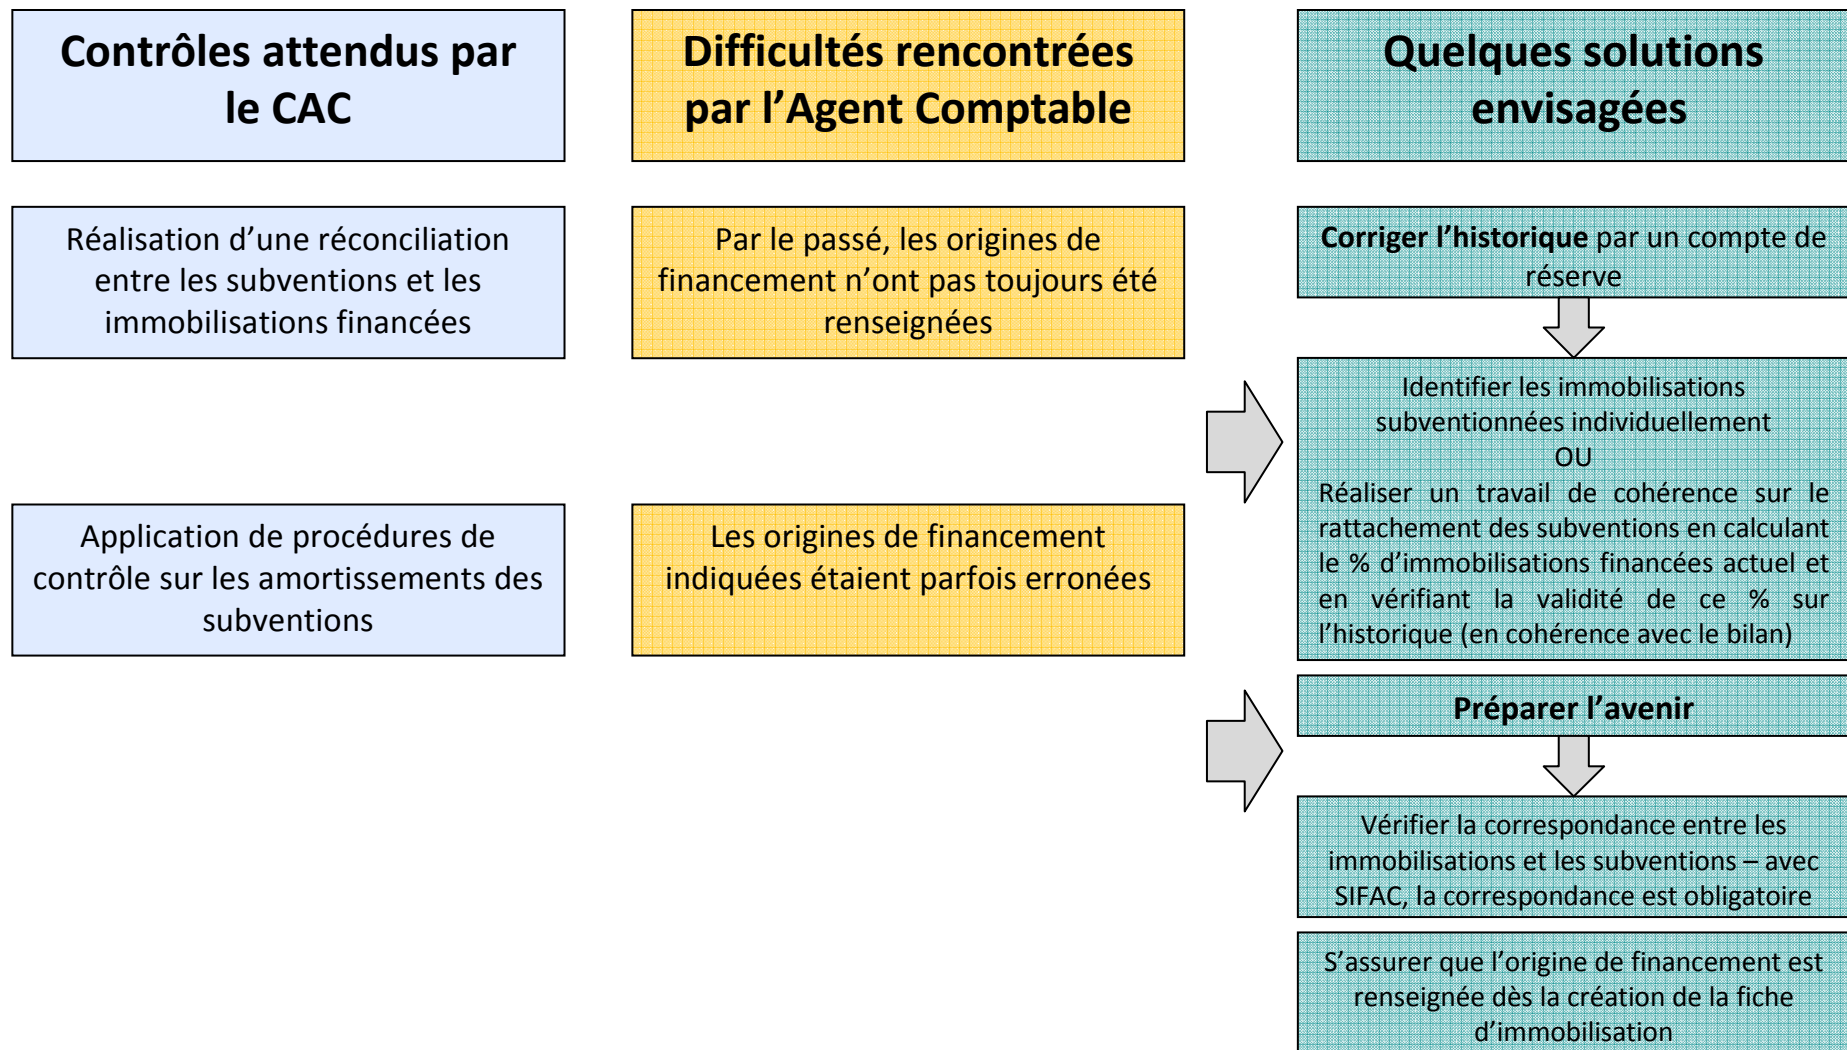 Contrôles attendus par
le CAC
Difficultés rencontrées
par l’Agent Comptable
Quelques solutions
envisagées
Réalisation d’une réconciliation
entre les subventions et les
immobilisations financées
Par le passé, les origines de
financement n’ont pas toujours été
renseignées
Corriger l’historique par un compte de
réserve
Identifier les immobilisations
subventionnées individuellement
OU
Réaliser un travail de cohérence sur le
rattachement des subventions en calculant
le % d’immobilisations financées actuel et
en vérifiant la validité de ce % sur
l’historique (en cohérence avec le bilan)
Application de procédures de
contrôle sur les amortissements des
subventions
Les origines de financement
indiquées étaient parfois erronées
Préparer l’avenir
Vérifier la correspondance entre les
immobilisations et les subventions – avec
SIFAC, la correspondance est obligatoire
S’assurer que l’origine de financement est
renseignée dès la création de la fiche
d’immobilisation